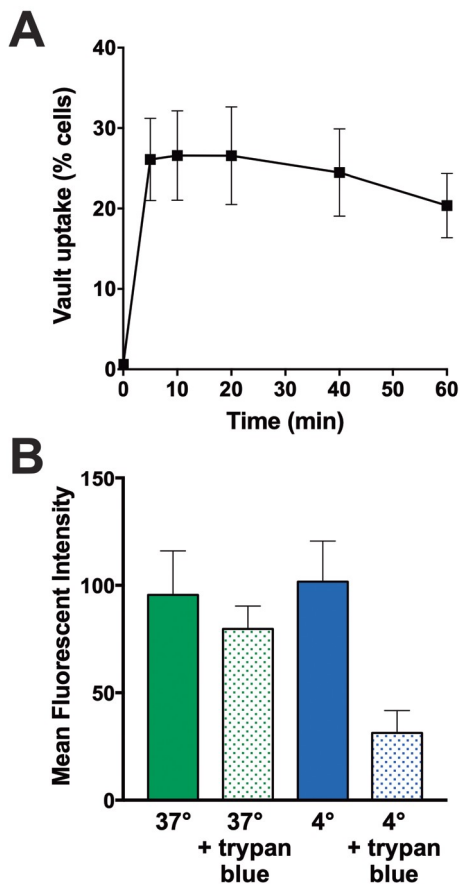 A
Vault uptake (% cells)
40
30
20
10
0
0 10 20 30 40 50 60
Time (min)
B
Mean Fluorescent Intensity
150
100
50
0
37° 37° 4° 4°
+ trypan + trypan
blue blue